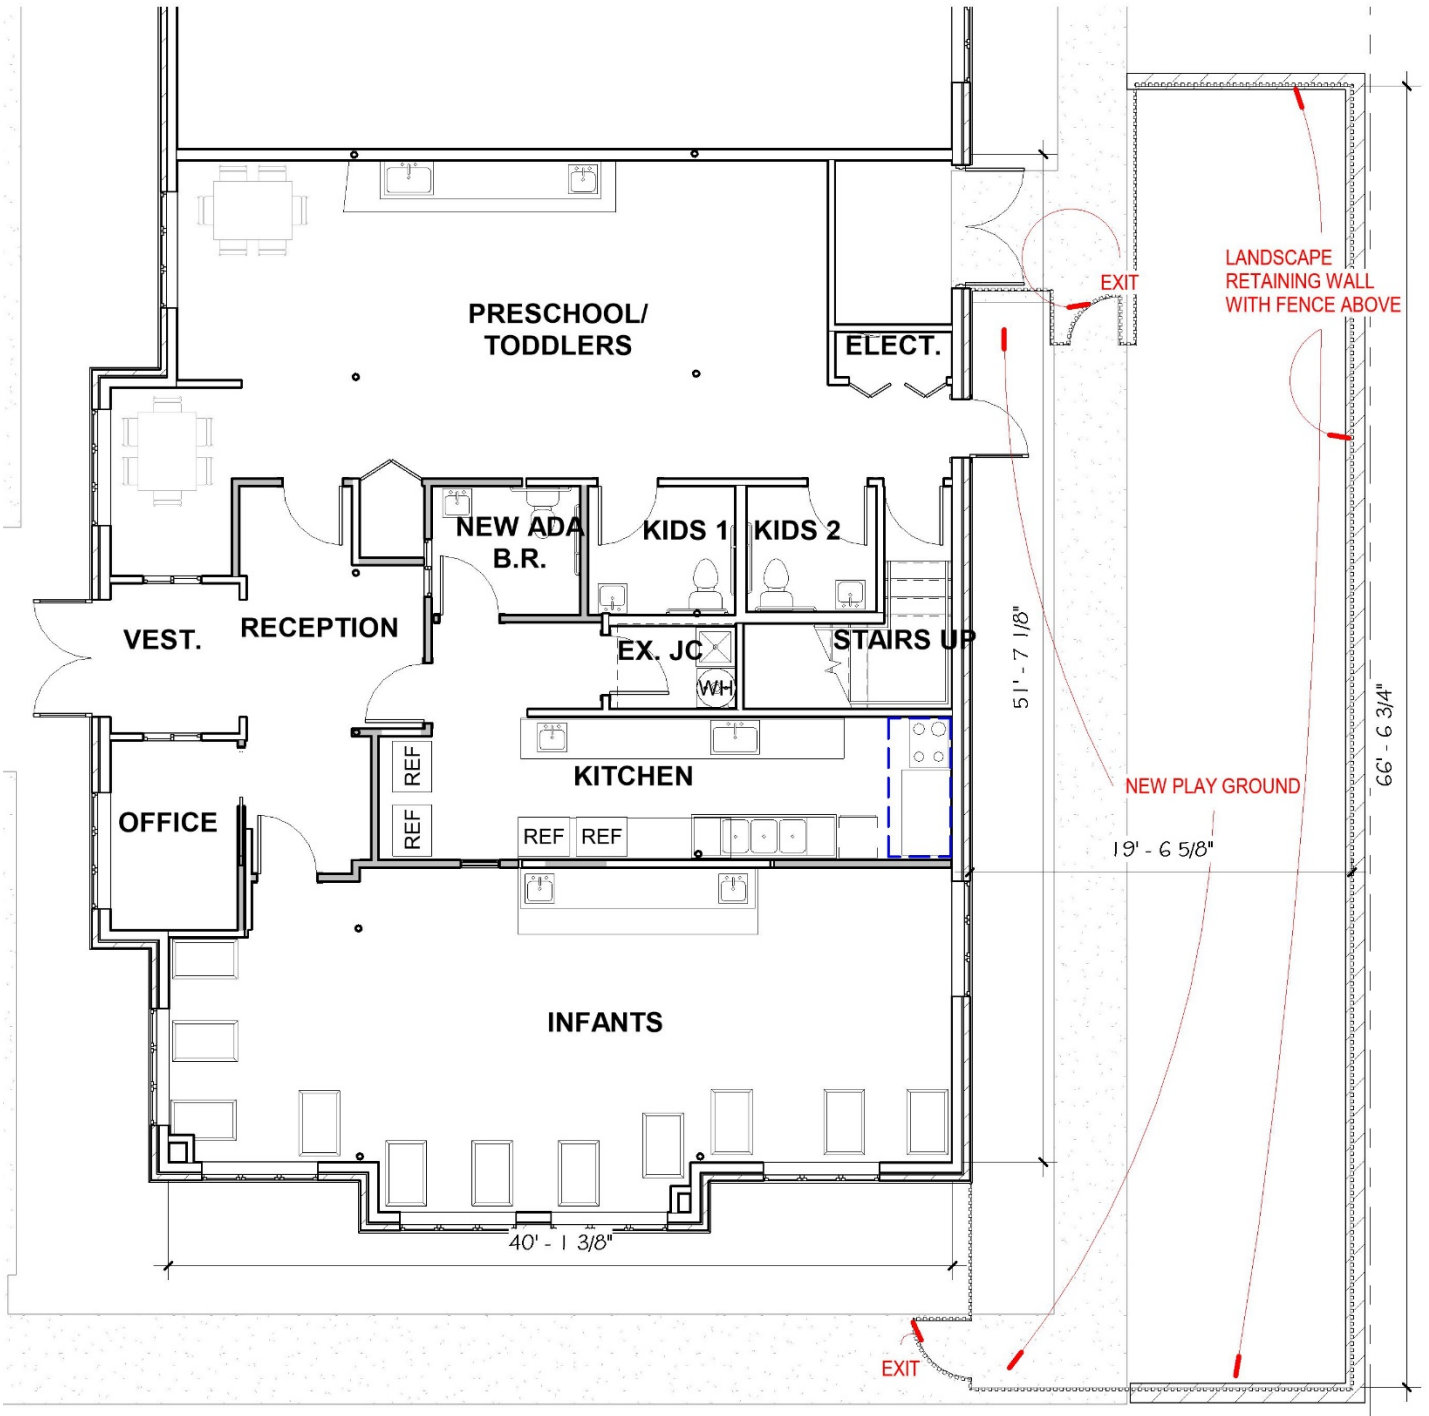 LANDSCAPE
RETAINING WALL
WITH FENCE ABOVE
EXIT
PRESCHOOL/
TODDLERS
ELECT.
NEW ADA
B.R.
KIDS 1
KIDS 2
VEST.
RECEPTION
EX. JC
STAIRS UP
WH
51' - 7 1/8"
66' - 6 3/4"
REF
KITCHEN
NEW PLAY GROUND
OFFICE
REF
REF
REF
19' - 6 5/8"
INFANTS
40' - 1 3/8"
EXIT